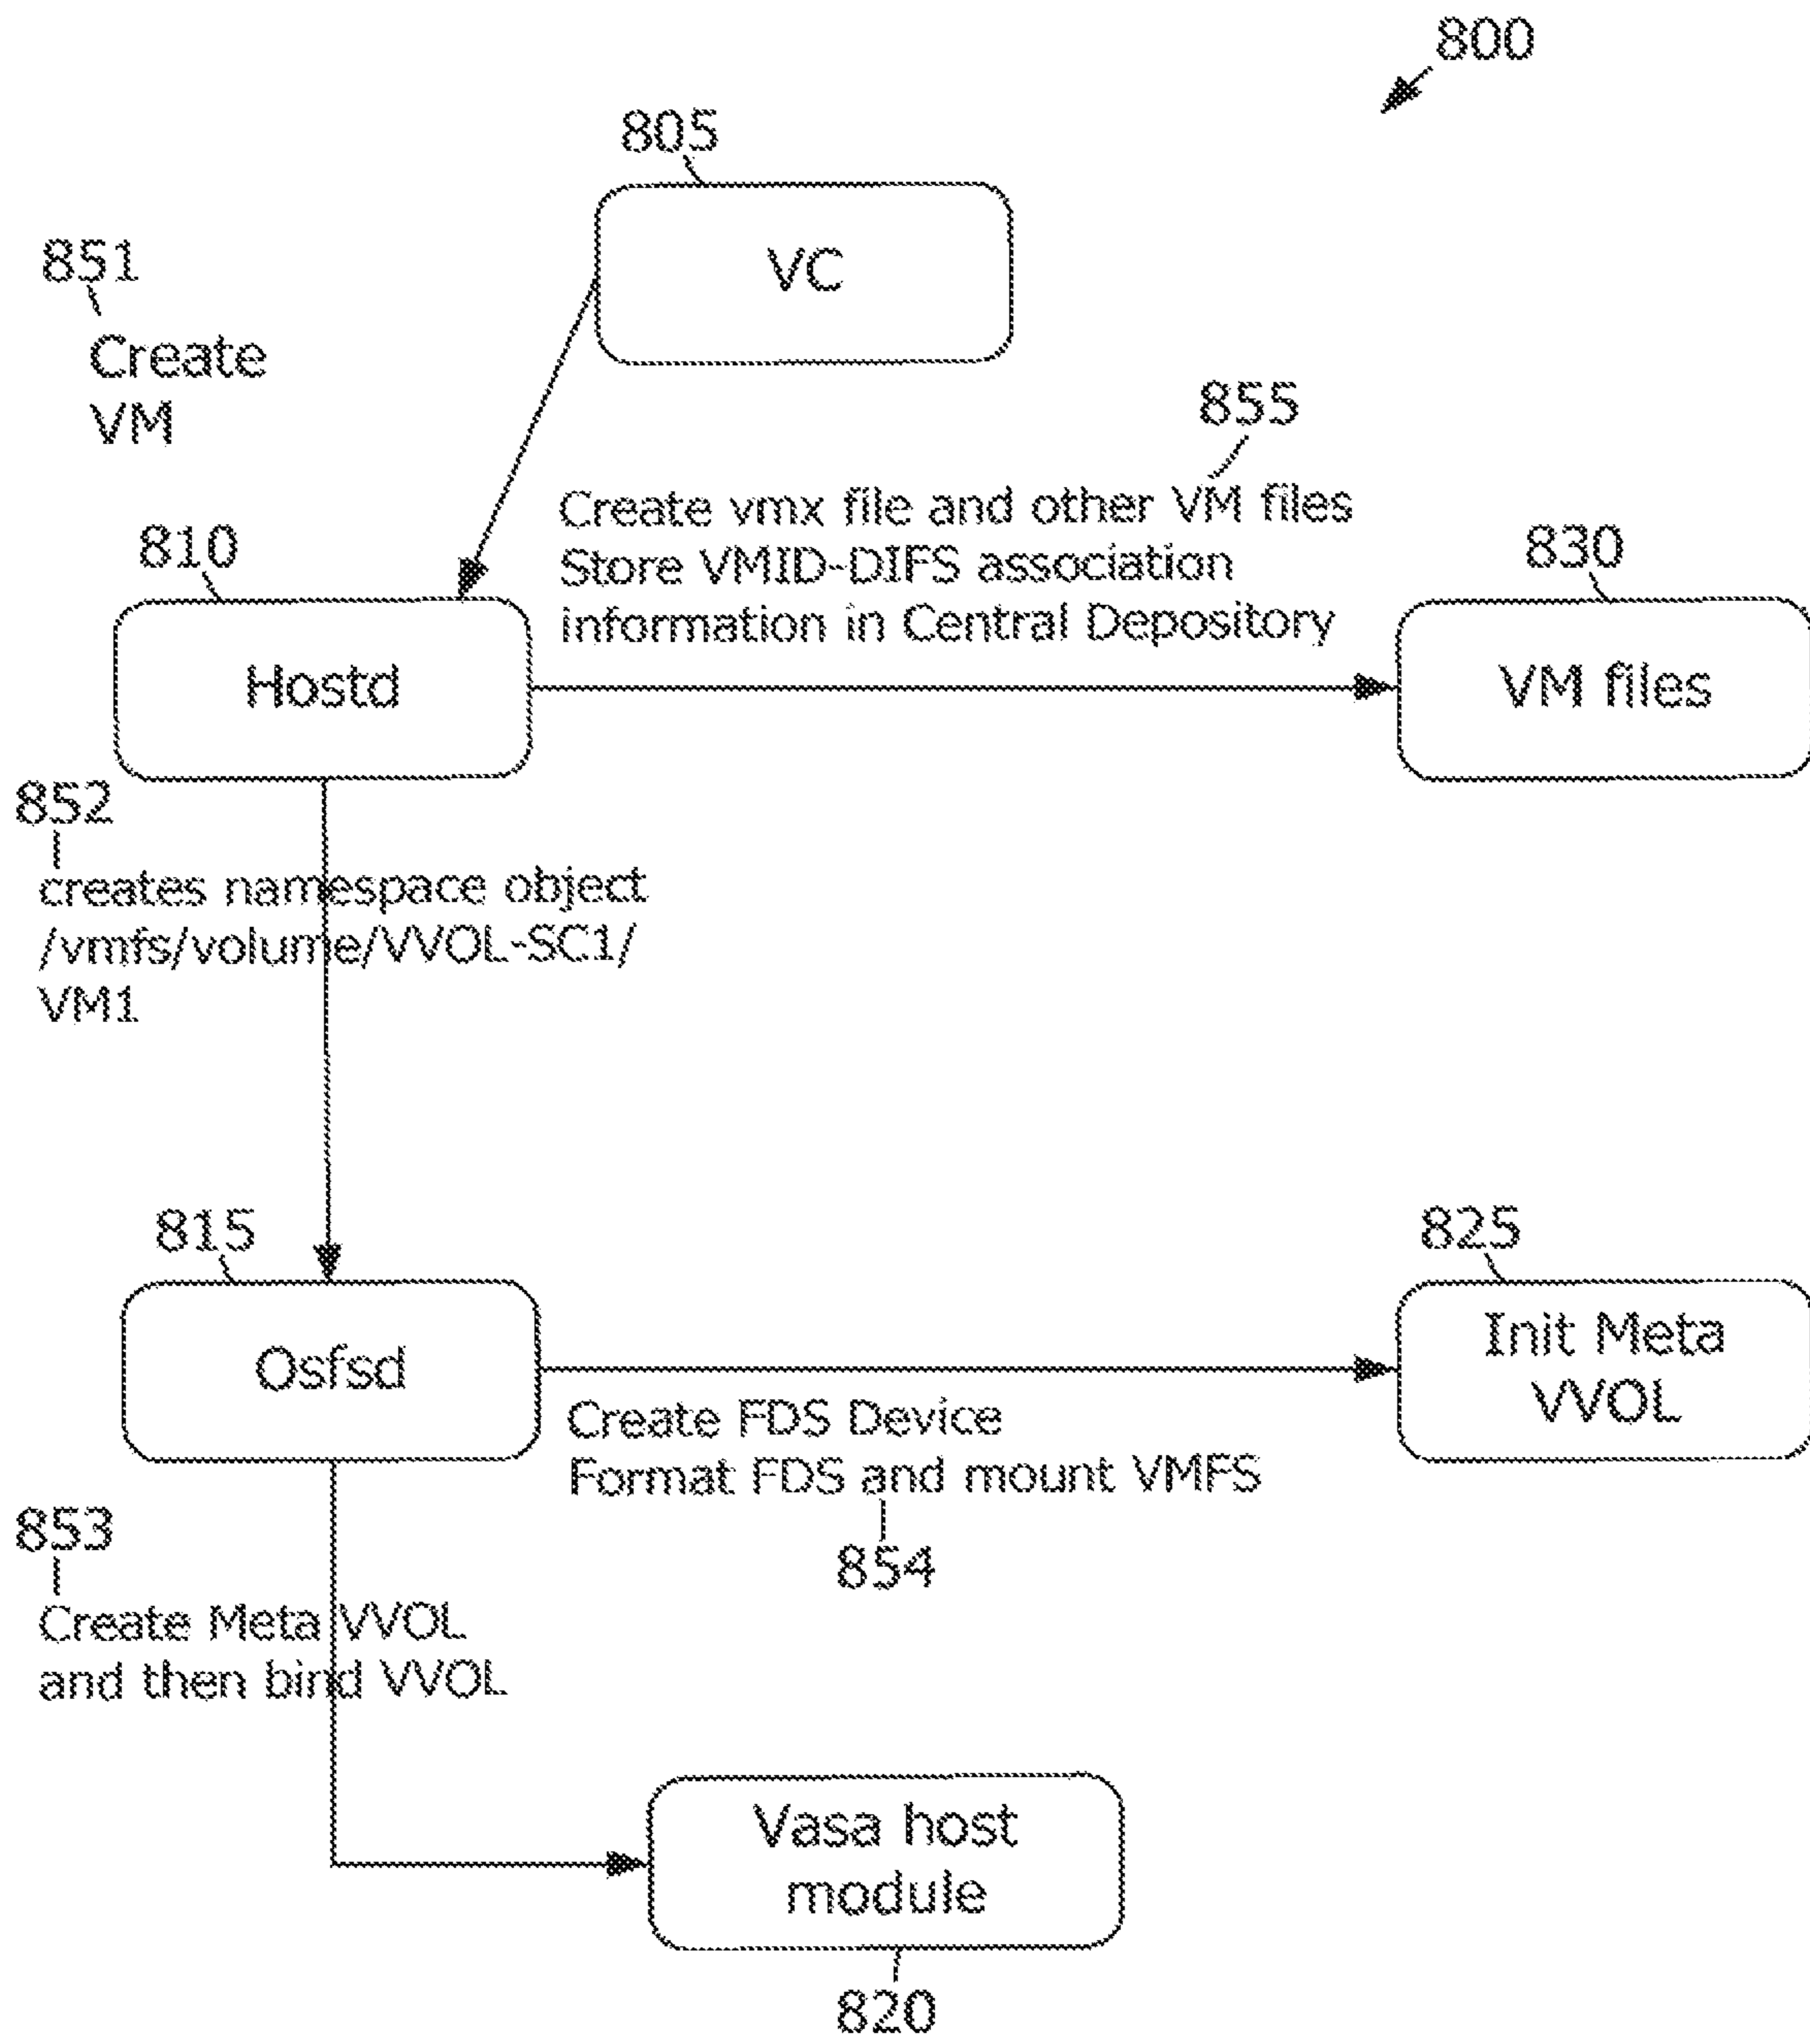 800
805
VC
851
Create
VM
855
Create vmx file and other VM files
Store VMID-DIFS association
information in Central Depository
810
Hostd
830
VM files
852
creates namespace object
/vmfs/volume/VVOL-SC1/
VM1
815
Osfsd
825
Init Meta
VVOL
Create FDS Device
Format FDS and mount VMFS
854
853
Create Meta VVOL
and then bind VVOL
Vasa host
module
820